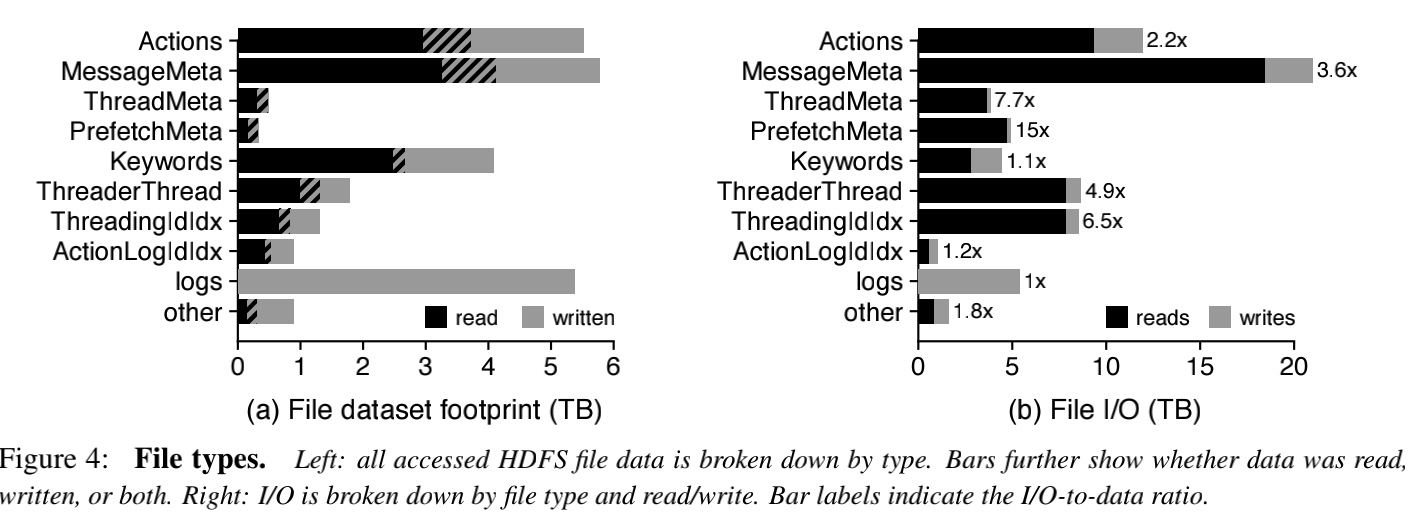 Actions
MessageMeta
ThreadMeta
PrefetchMeta
Keywords
ThreaderThread
ThreadingIdIdx
ActionLogIdIdx
logs
other
read written
0 1 2 3 4 5 6
(a) File dataset footprint (TB)
Actions 2.2x
MessageMeta 3.6x
ThreadMeta 7.7x
PrefetchMeta 15x
Keywords 1.1x
ThreaderThread 4.9x
ThreadingIdIdx 6.5x
ActionLogIdIdx 1.2x
logs 1x
other 1.8x
reads writes
0 5 10 15 20
(b) File I/O (TB)
Figure 4: File types. Left: all accessed HDFS file data is broken down by type. Bars further show whether data was read,
written, or both. Right: I/O is broken down by file type and read/write. Bar labels indicate the I/O-to-data ratio.